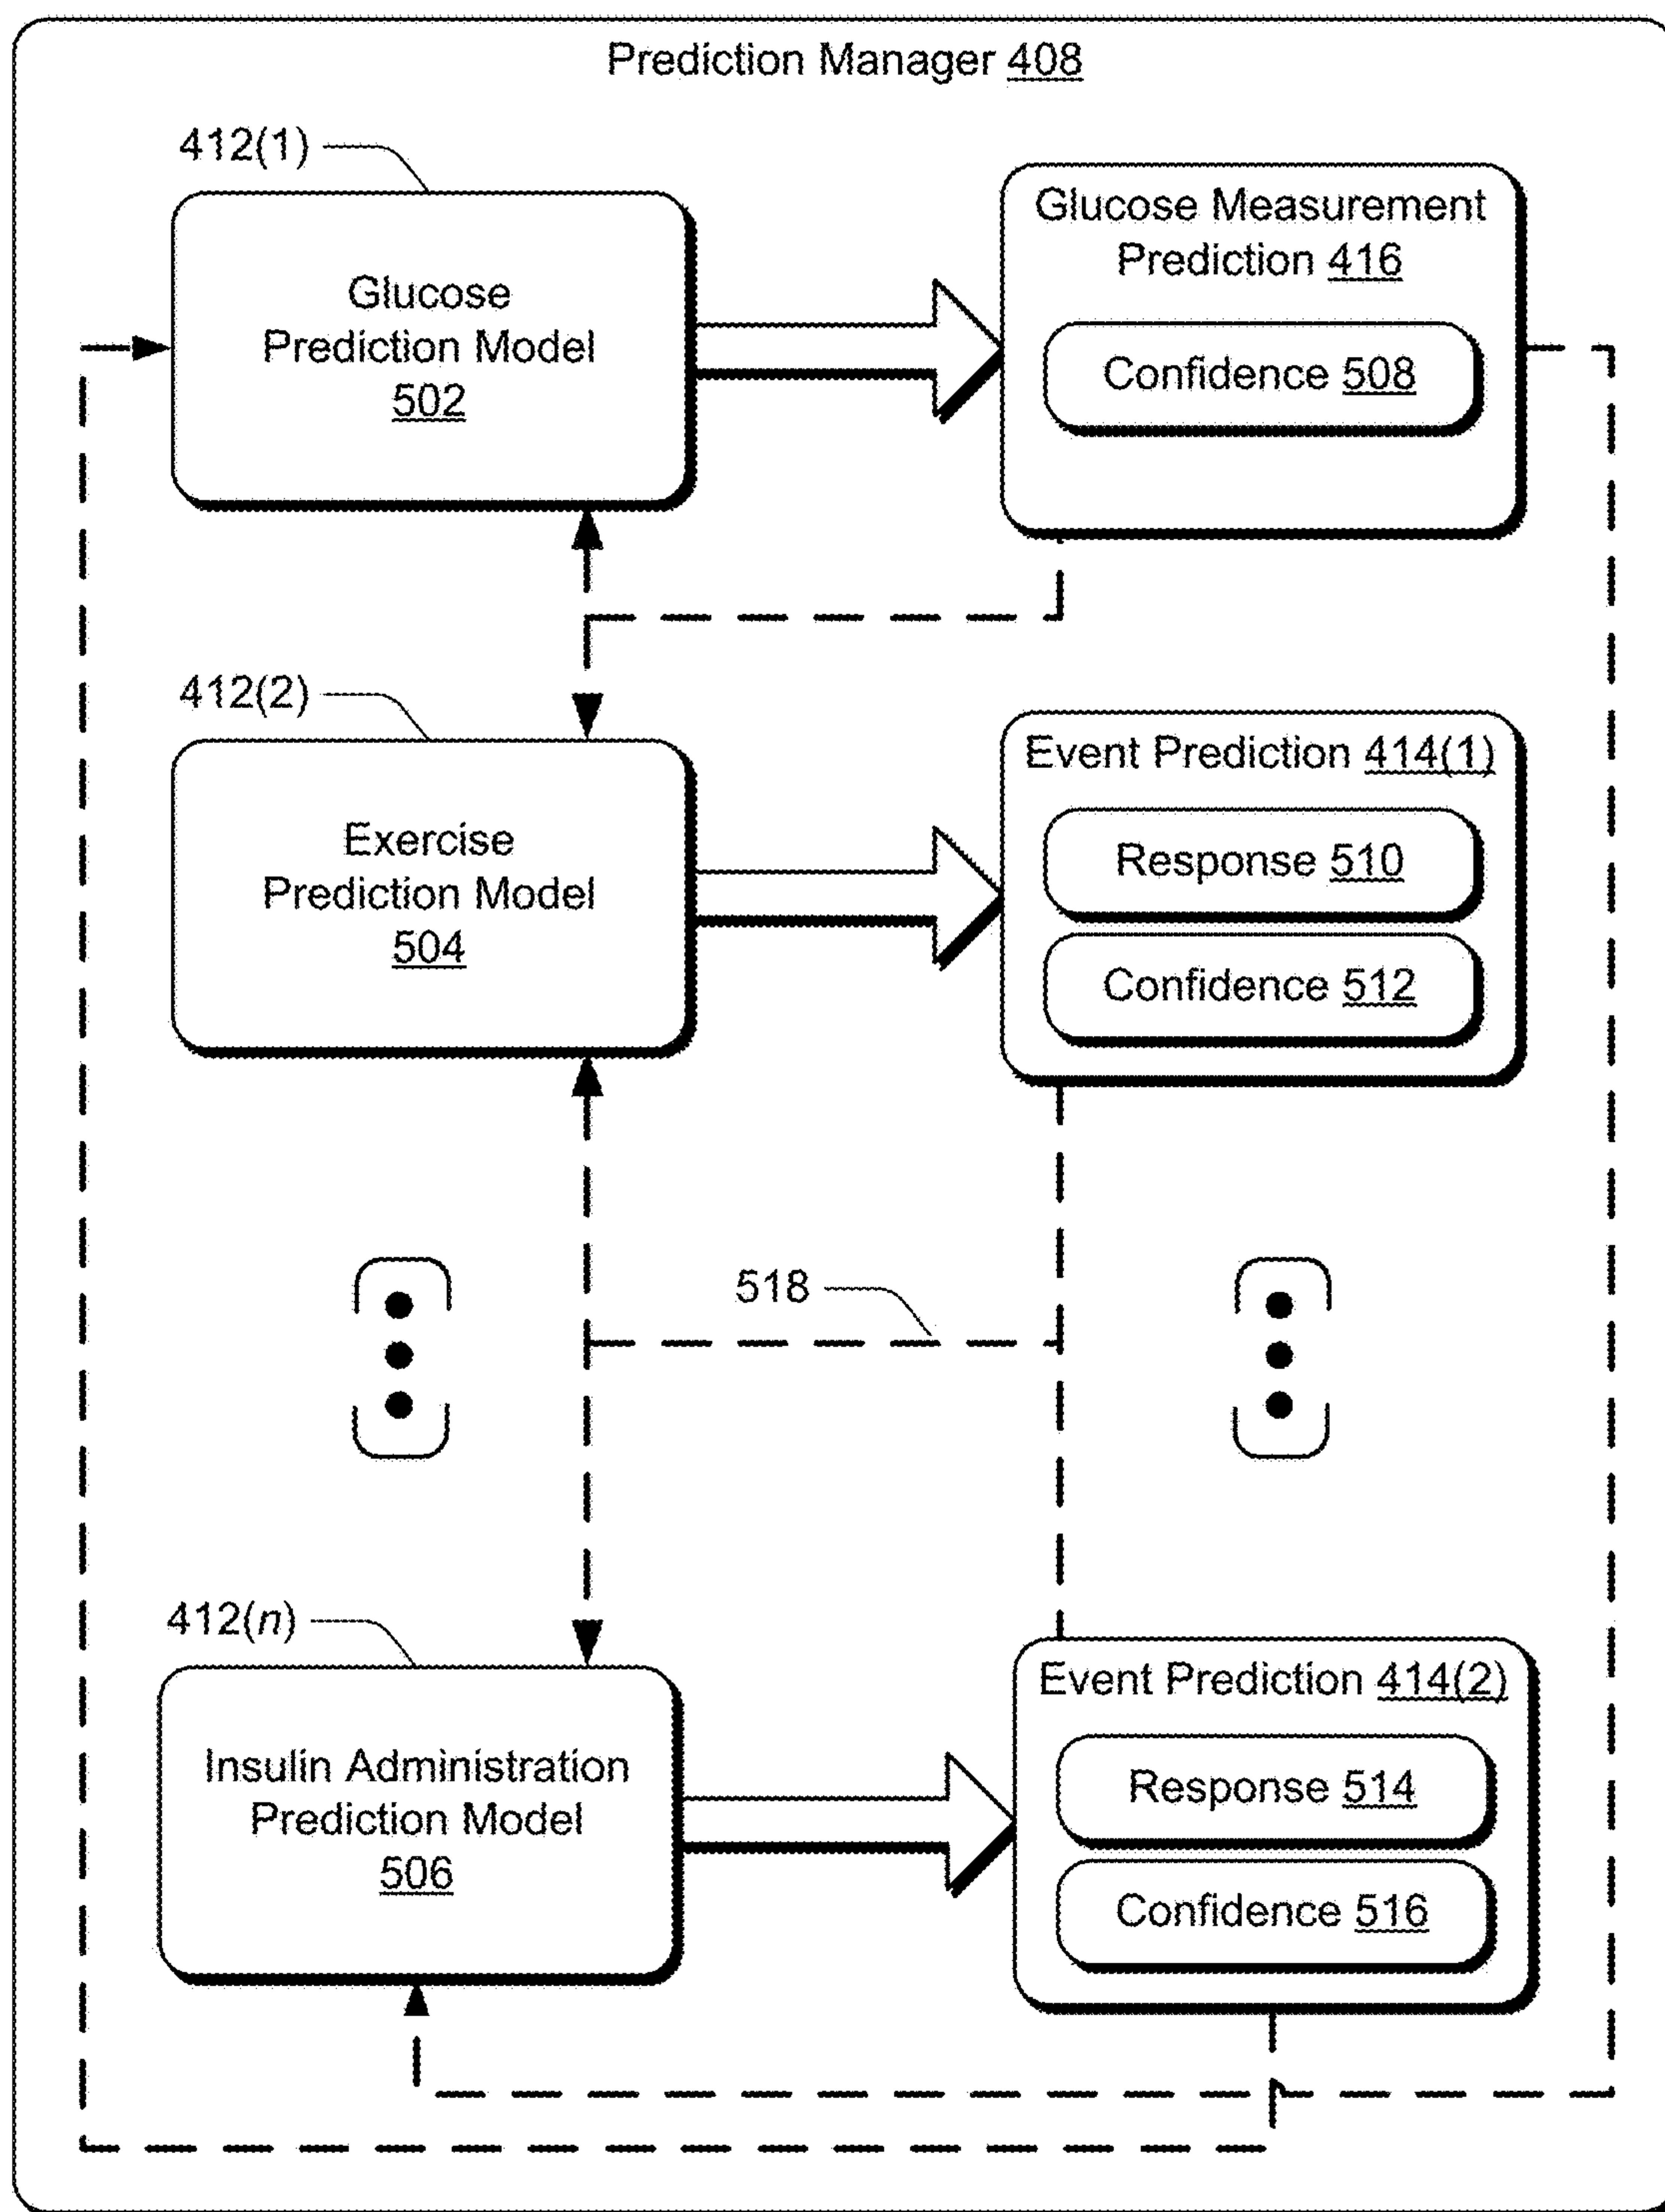 Prediction Manager 408
412(1)
Glucose
Prediction Model
502
Glucose Measurement
Prediction 416
Confidence 508
412(2)
Exercise
Prediction Model
504
Event Prediction 414(1)
Response 510
Confidence 512
518
412(n)
Insulin Administration
Prediction Model
506
Event Prediction 414(2)
Response 514
Confidence 516